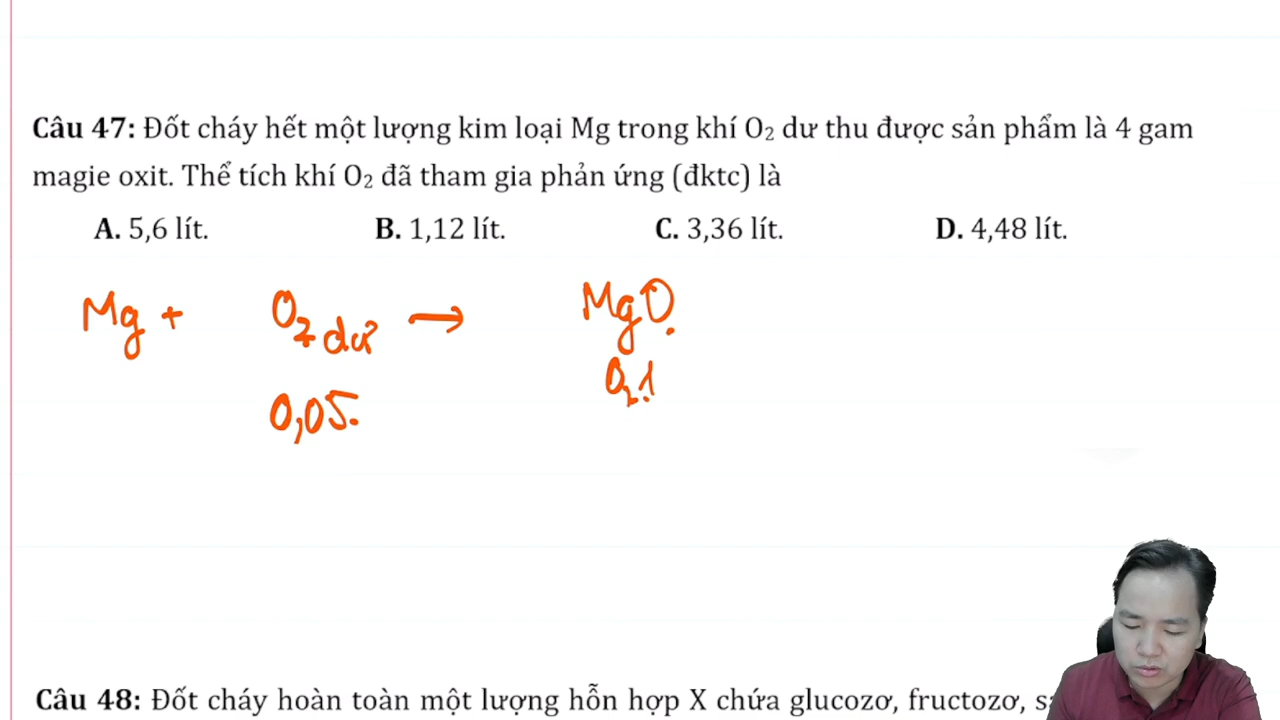 Câu 47: Đốt cháy hết một lượng kim loại Mg trong khí O₂ dư thu được sản phẩm là 4 gam
magie oxit. Thể tích khí O₂ đã tham gia phản ứng (đktc) là
A. 5,6 lít. B. 1,12 lít. C. 3,36 lít. D. 4,48 lít.
Mg + O₂ dư → MgO
0,05 0,1
Câu 48: Đốt cháy hoàn toàn một lượng hỗn hợp X chứa glucozơ, fructozơ,